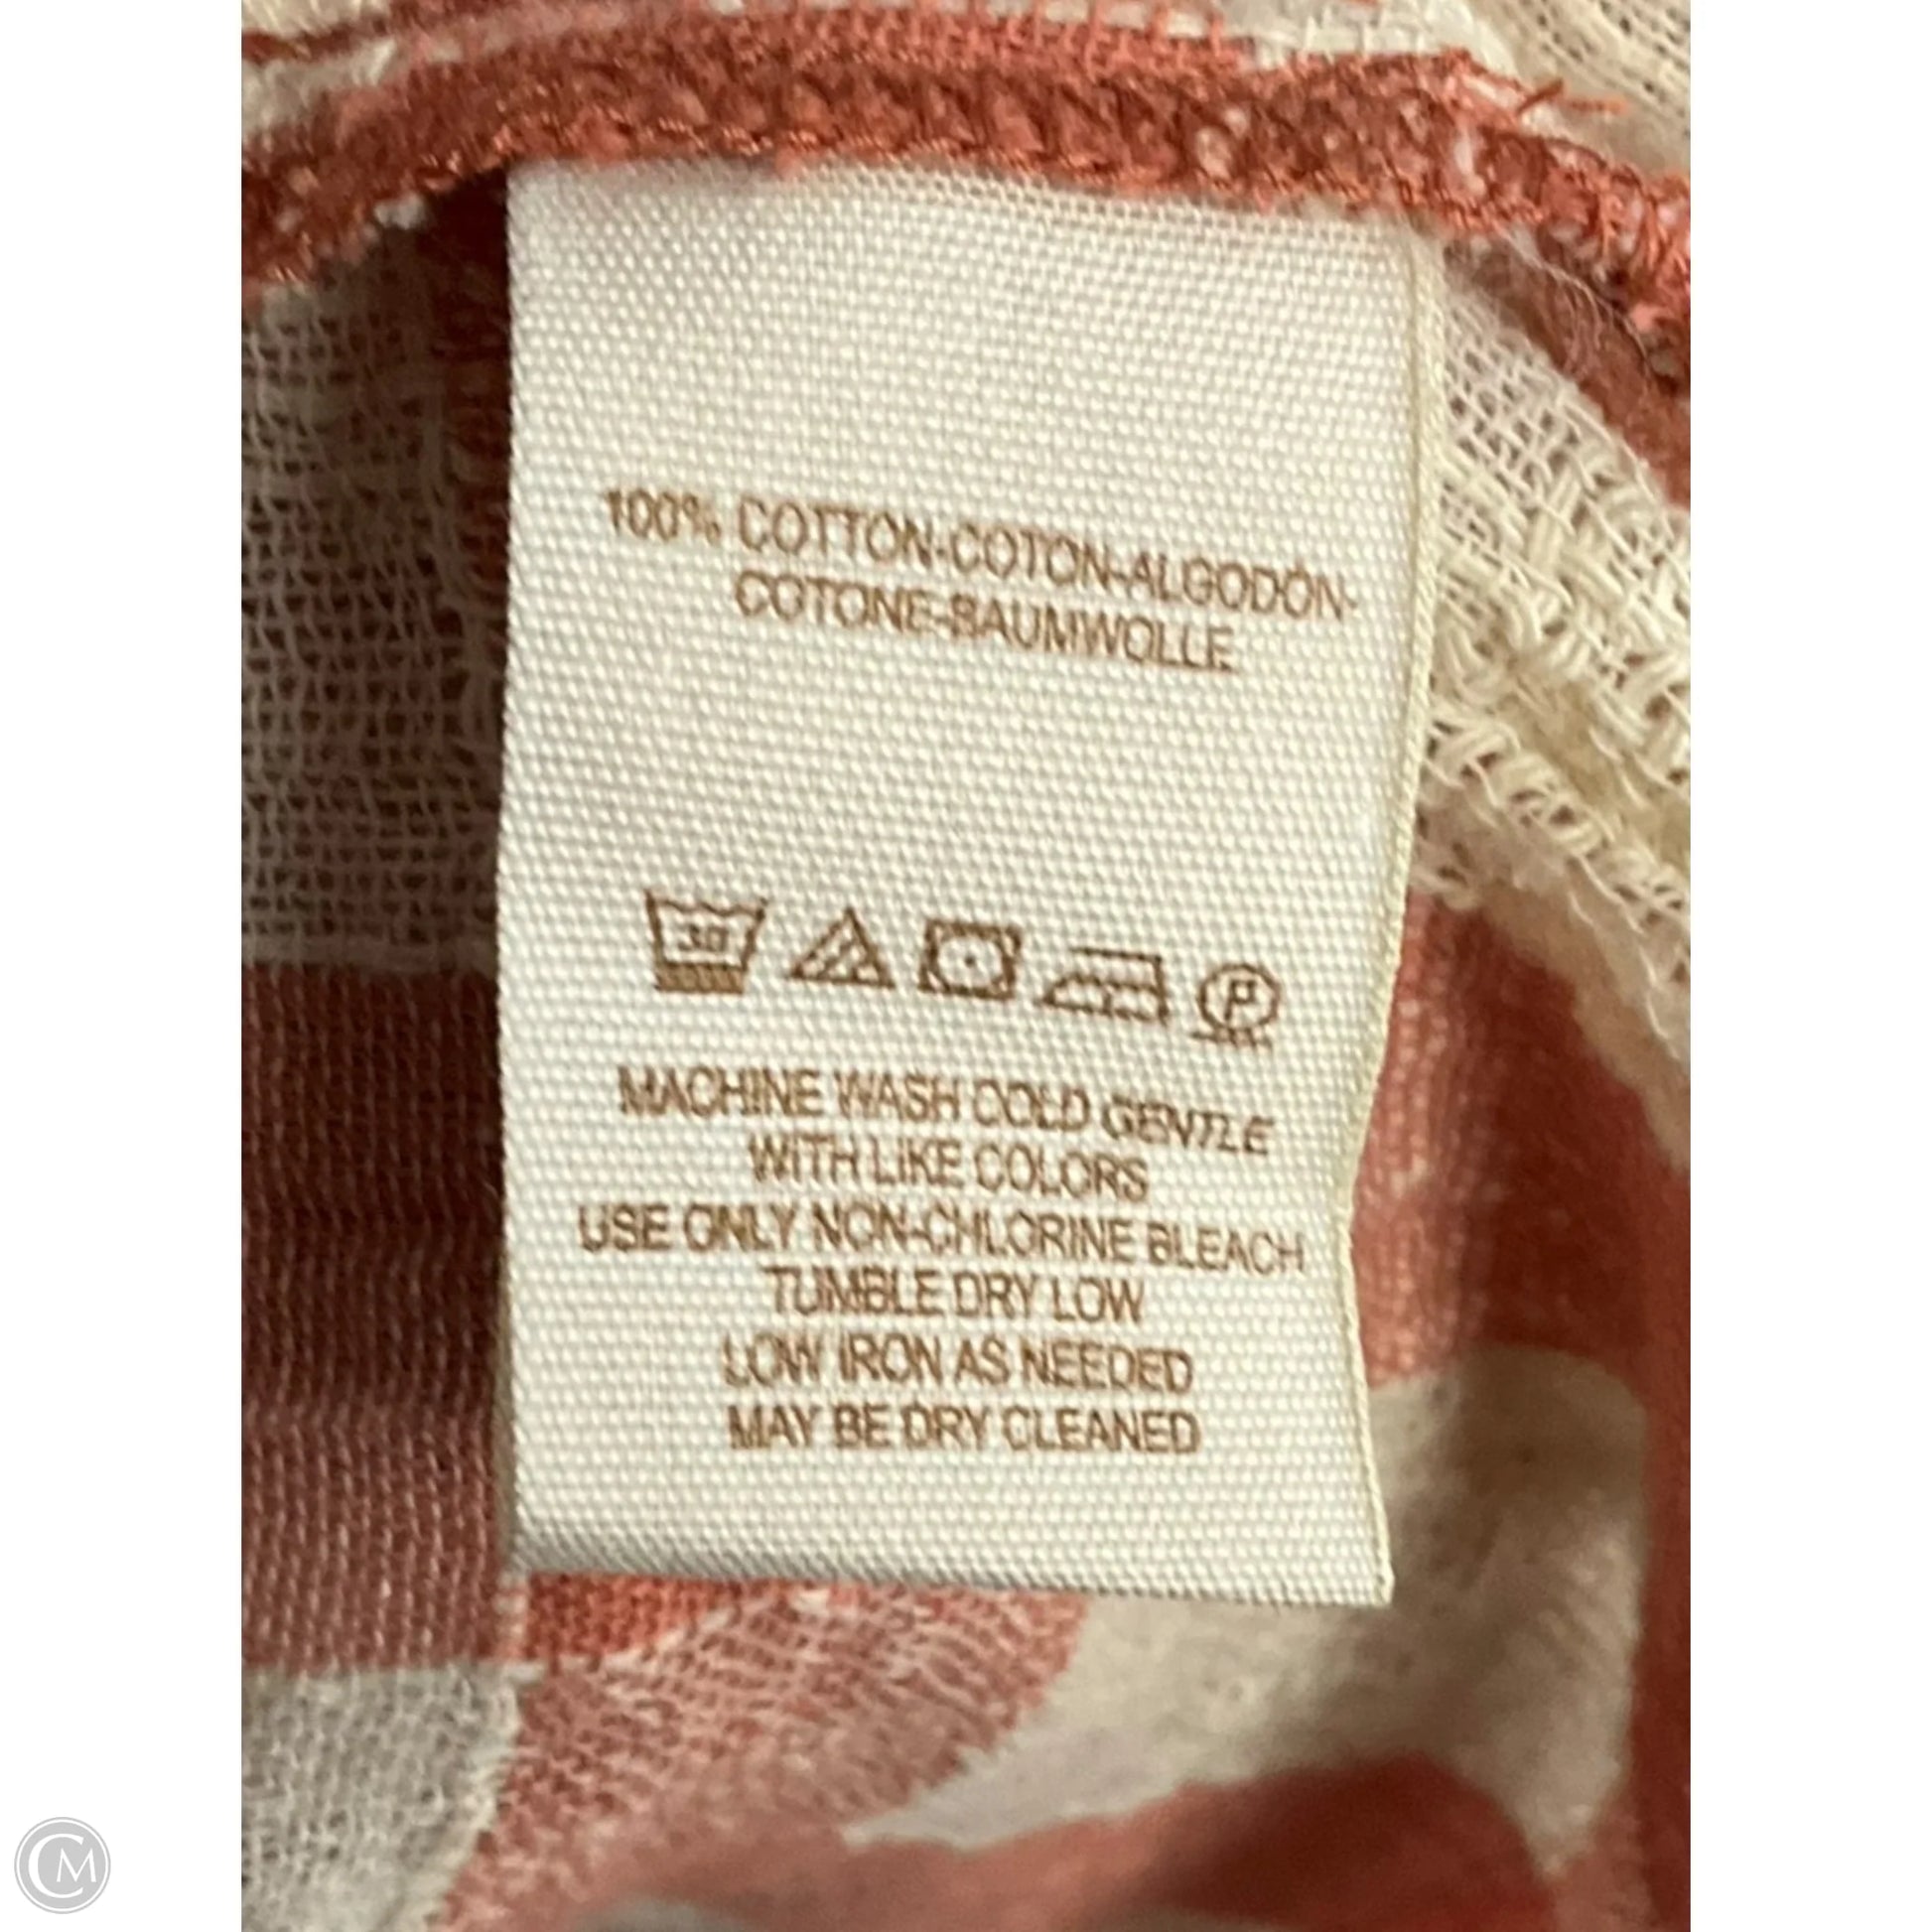 100% COTTON-COTON-ALGODÓN-
COTONE-BAUMWOLLE
30
P
MACHINE WASH COLD GENTLE
WITH LIKE COLORS
USE ONLY NON-CHLORINE BLEACH
TUMBLE DRY LOW
LOW IRON AS NEEDED
MAY BE DRY CLEANED
CM